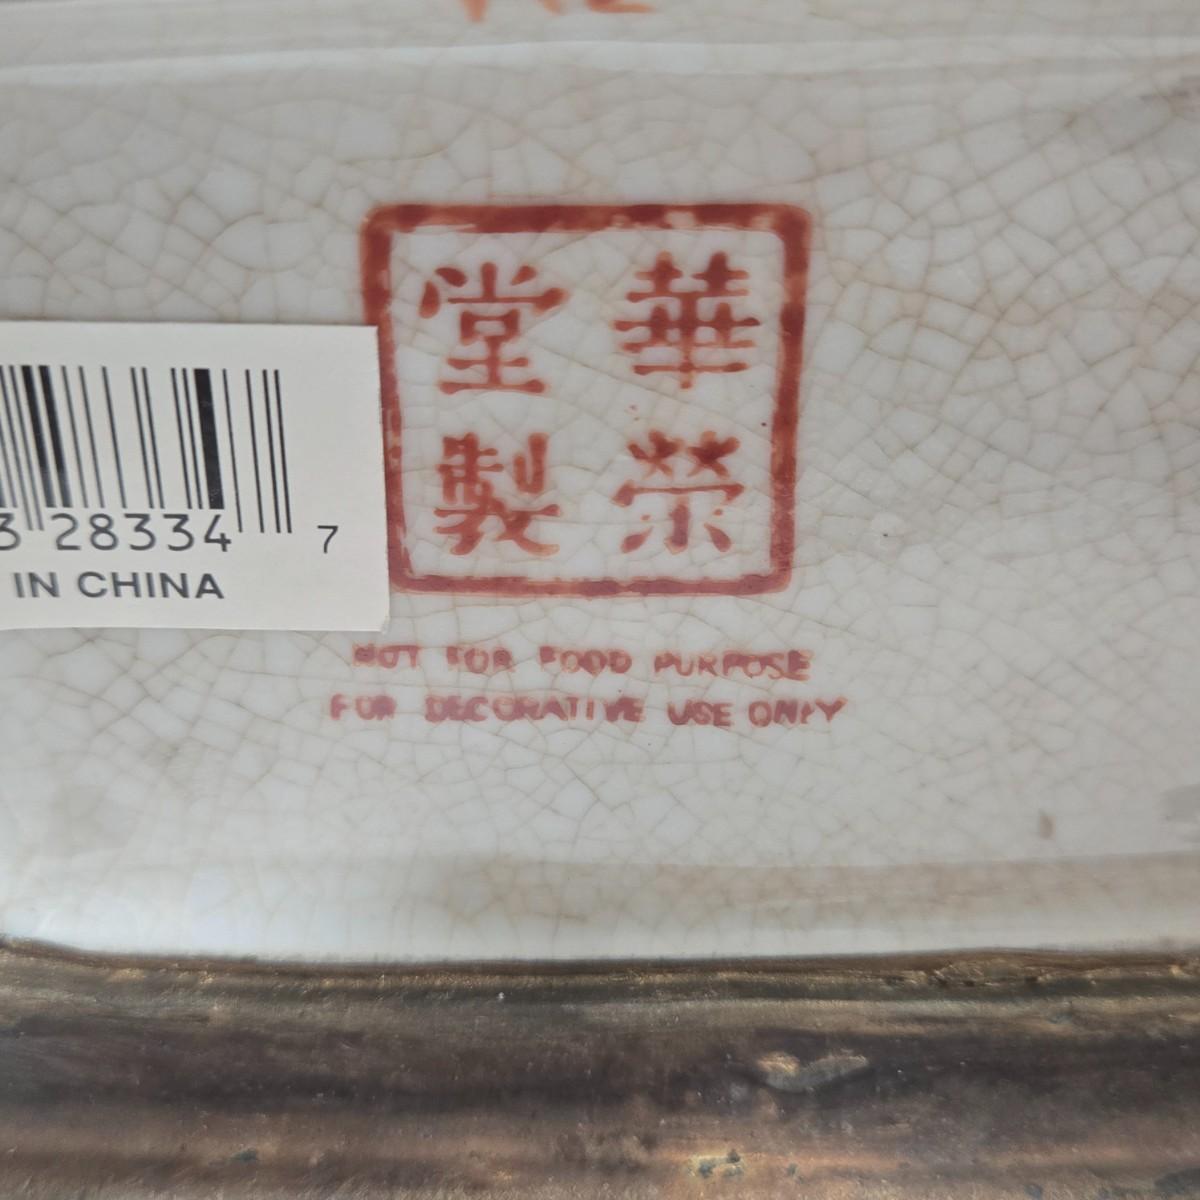 華榮
堂製
3 28334 7
IN CHINA
NOT FOR FOOD PURPOSE
FOR DECORATIVE USE ONLY